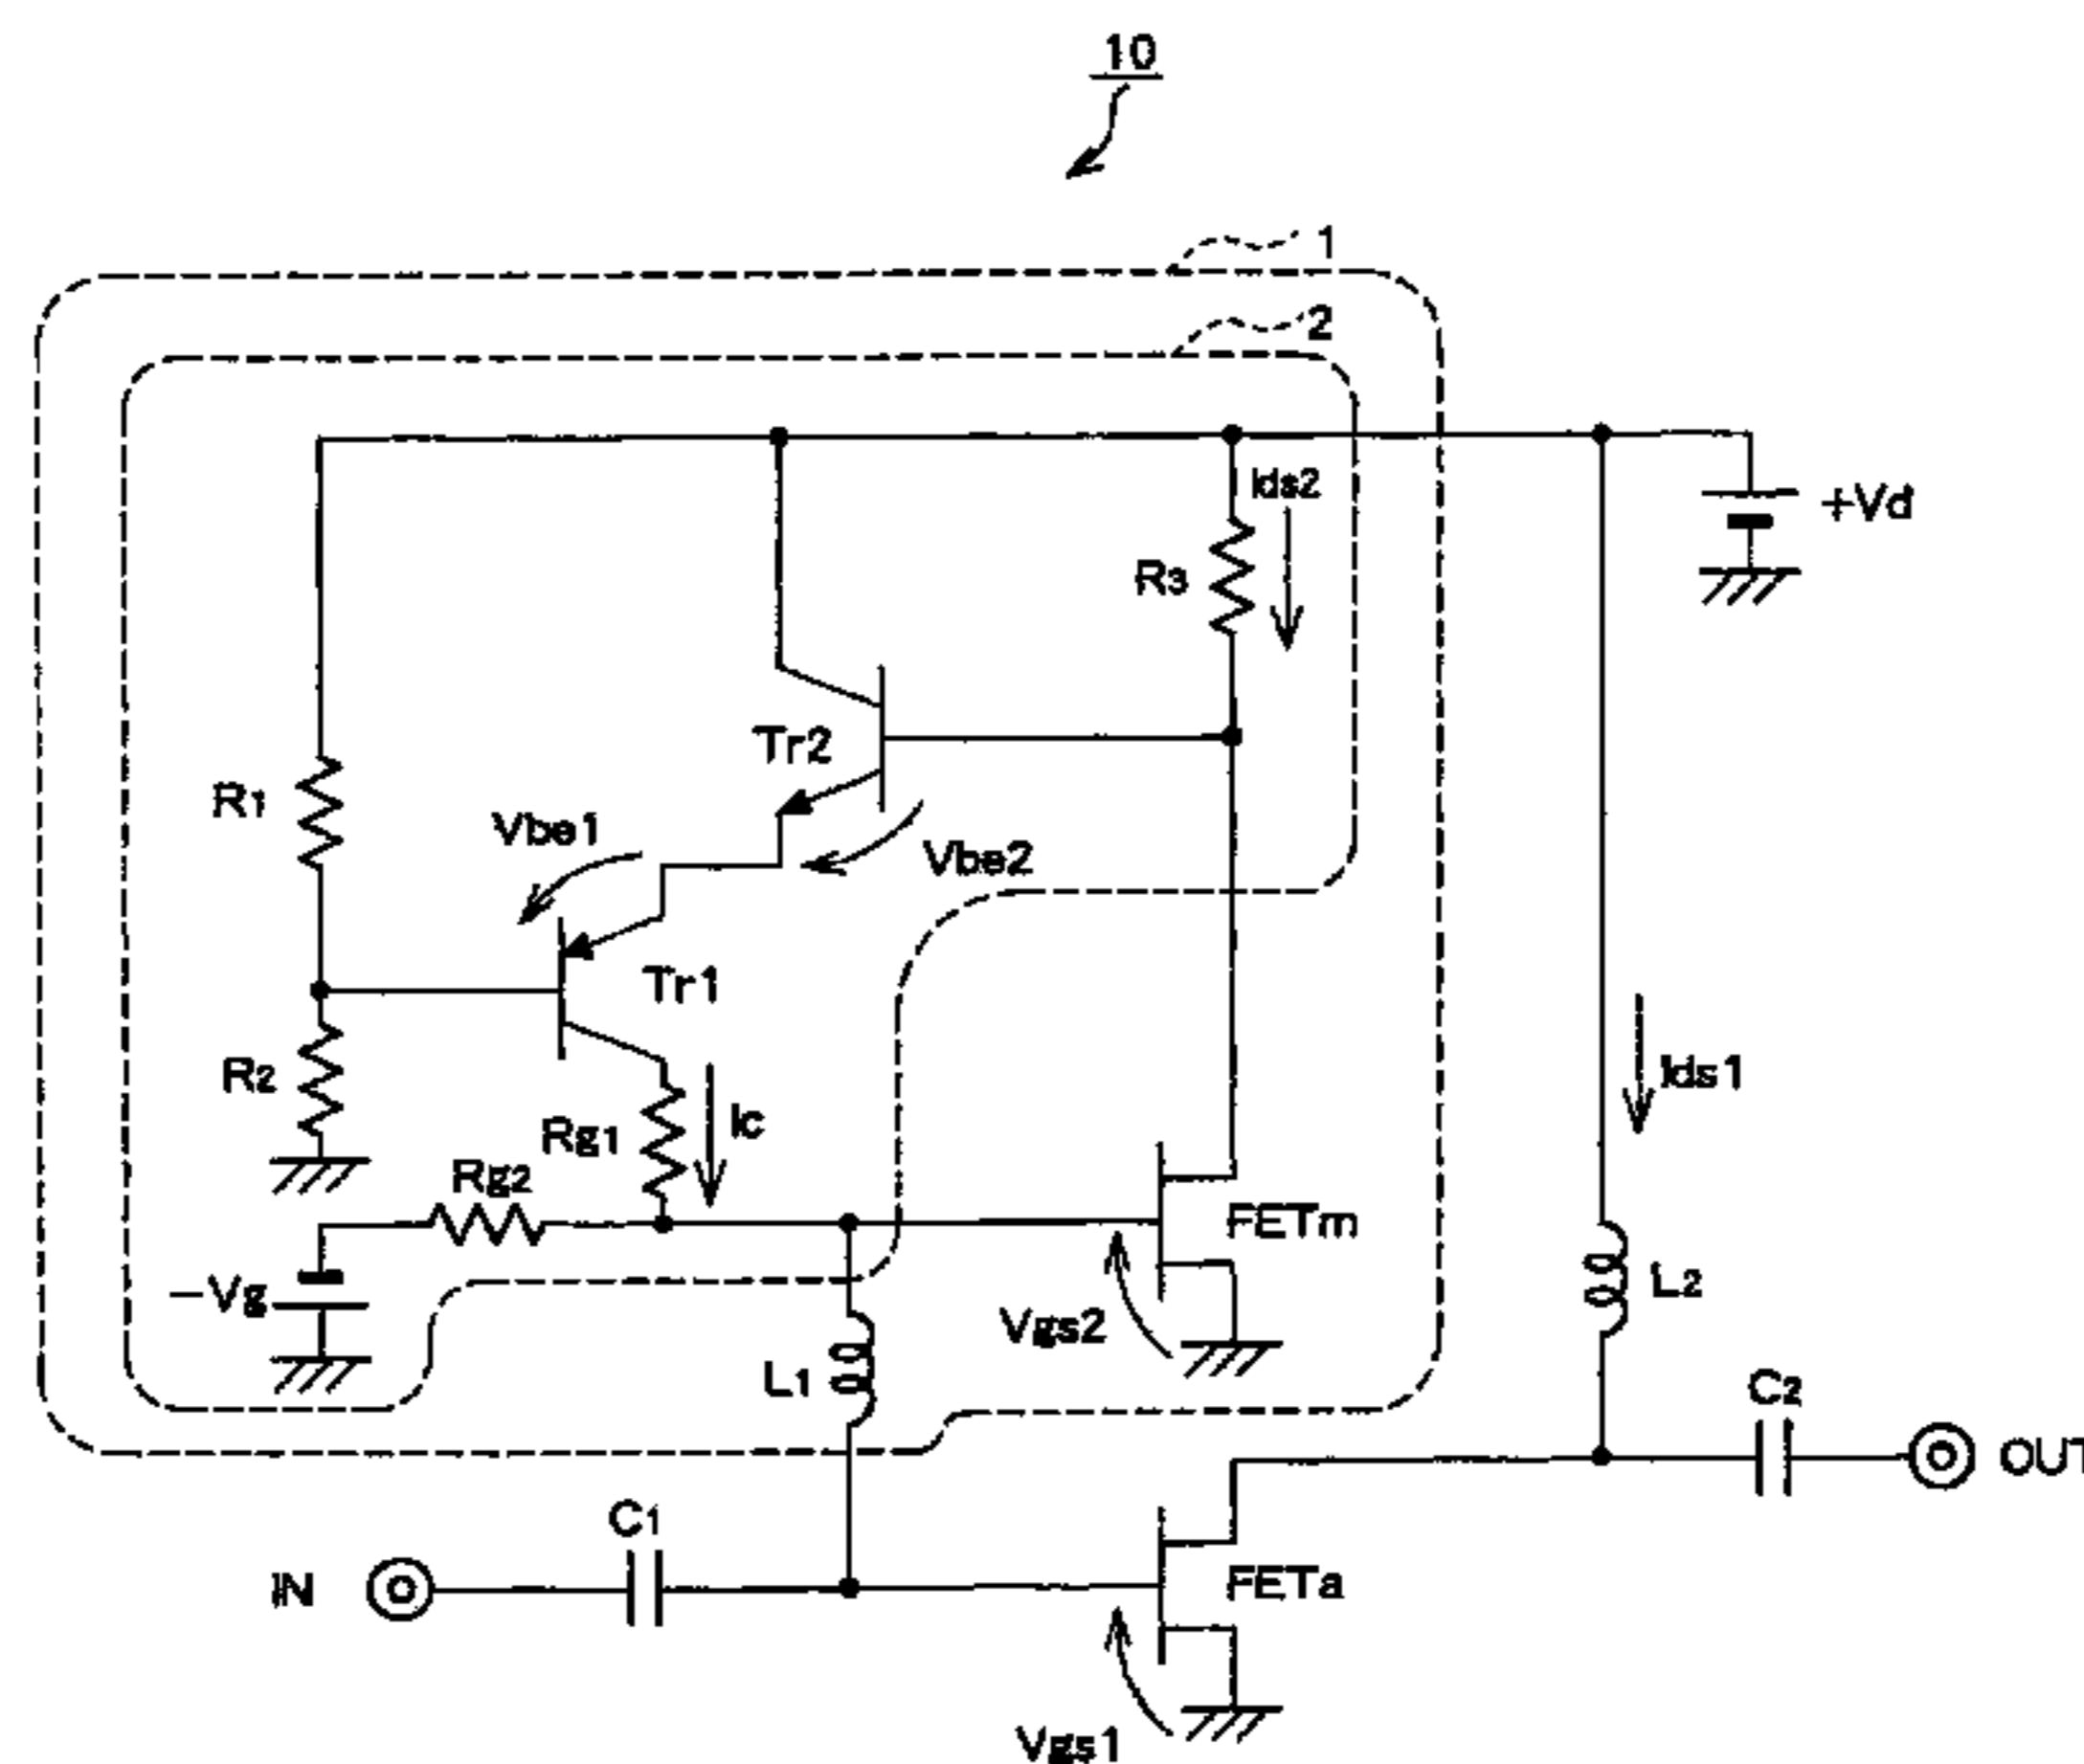 10
1
2
Ids2
+Vd
R3
Tr2
R1
Vbe1
Vbe2
Tr1
R2
Ids1
Rg1
Ic
Rg2
FETm
−Vg
L2
Vgs2
L1
C2
OUT
C1
IN
FETa
Vgs1